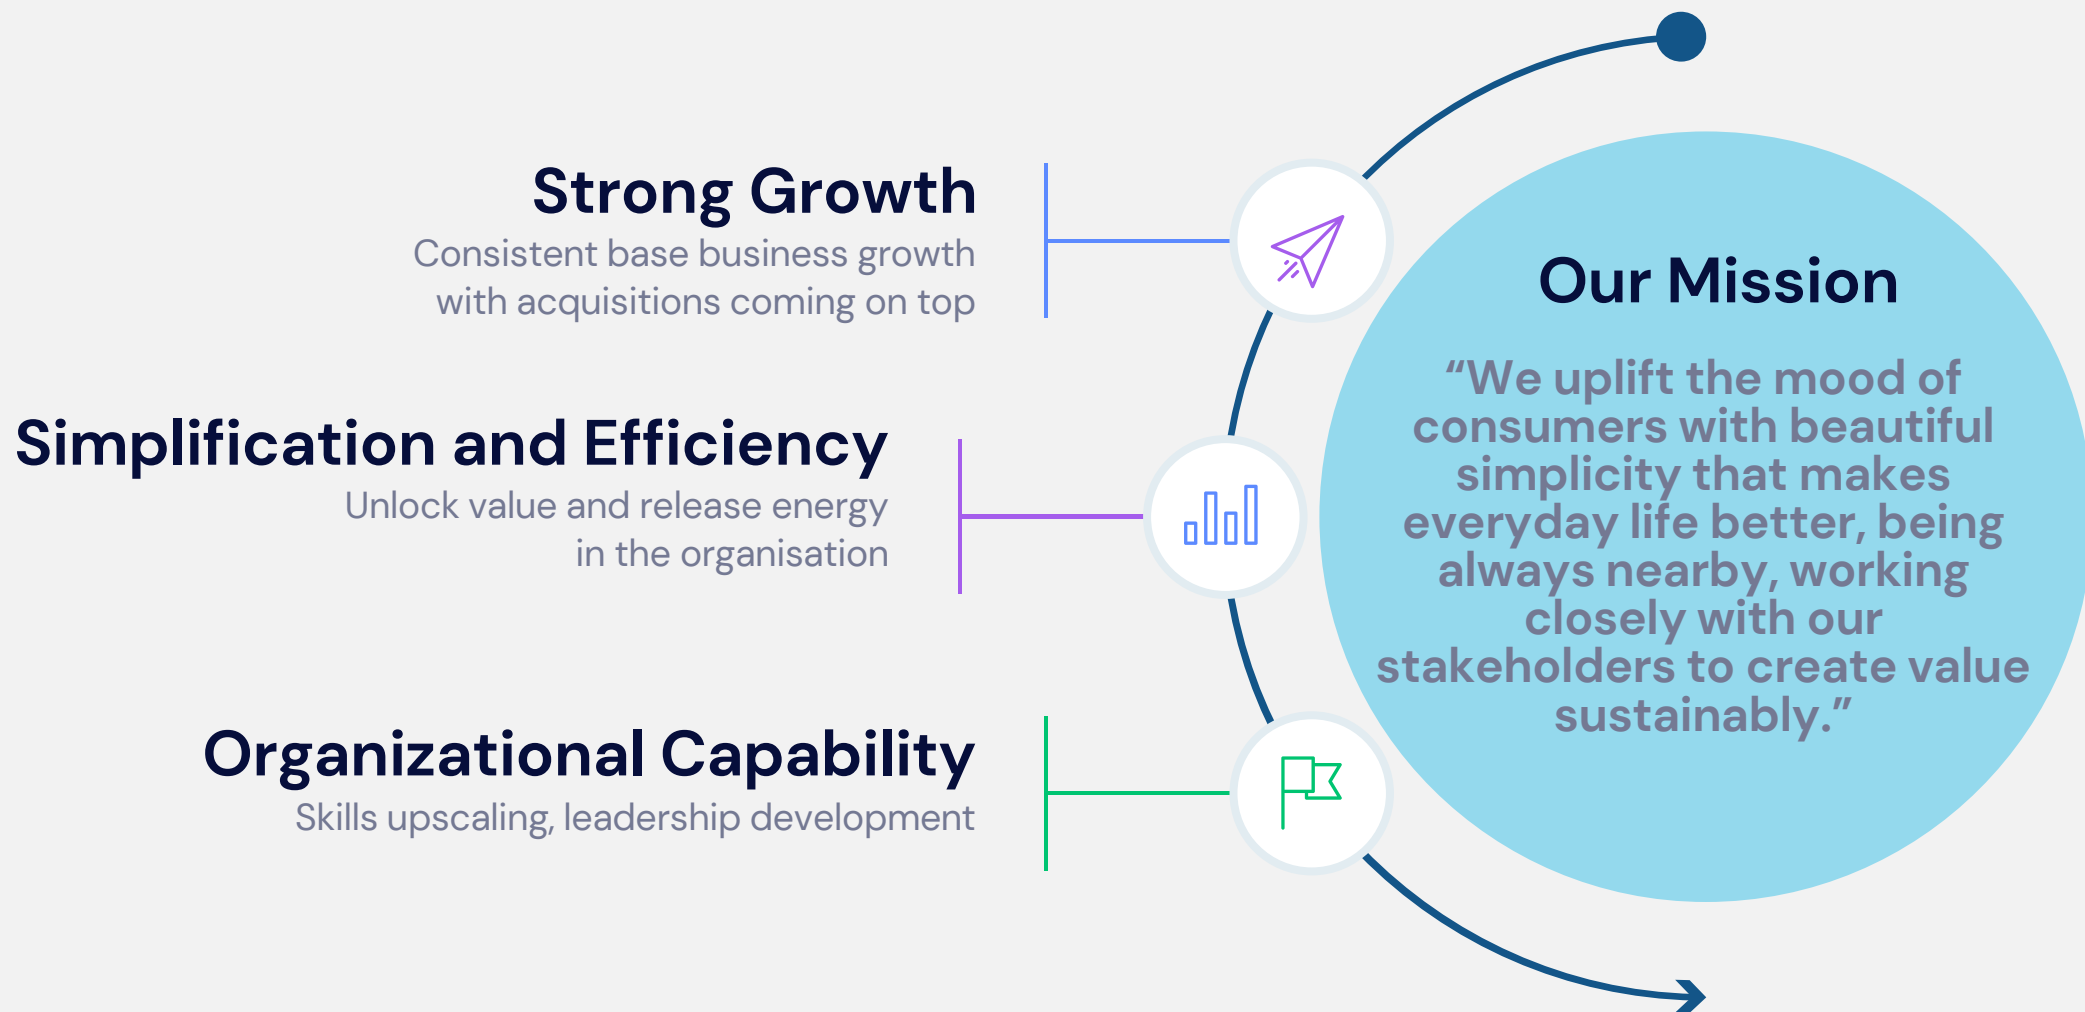 Strong Growth
Consistent base business growth
with acquisitions coming on top
Simplification and Efficiency
Unlock value and release energy
in the organisation
Organizational Capability
Skills upscaling, leadership development
Our Mission
“We uplift the mood of
consumers with beautiful
simplicity that makes
everyday life better, being
always nearby, working
closely with our
stakeholders to create value
sustainably.”